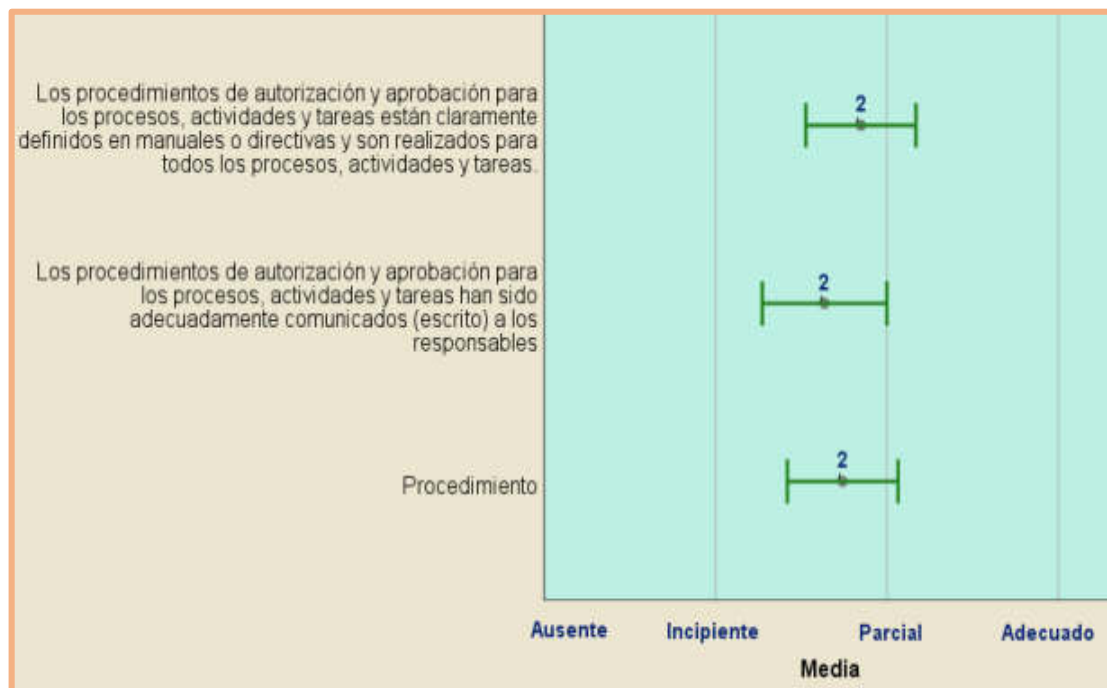 Los procedimientos de autorización y aprobación para
los procesos, actividades y tareas están claramente
definidos en manuales o directivas y son realizados para
todos los procesos, actividades y tareas.
2
Los procedimientos de autorización y aprobación para
los procesos, actividades y tareas han sido
adecuadamente comunicados (escrito) a los
responsables
2
Procedimiento
2
Ausente
Incipiente
Parcial
Adecuado
Media